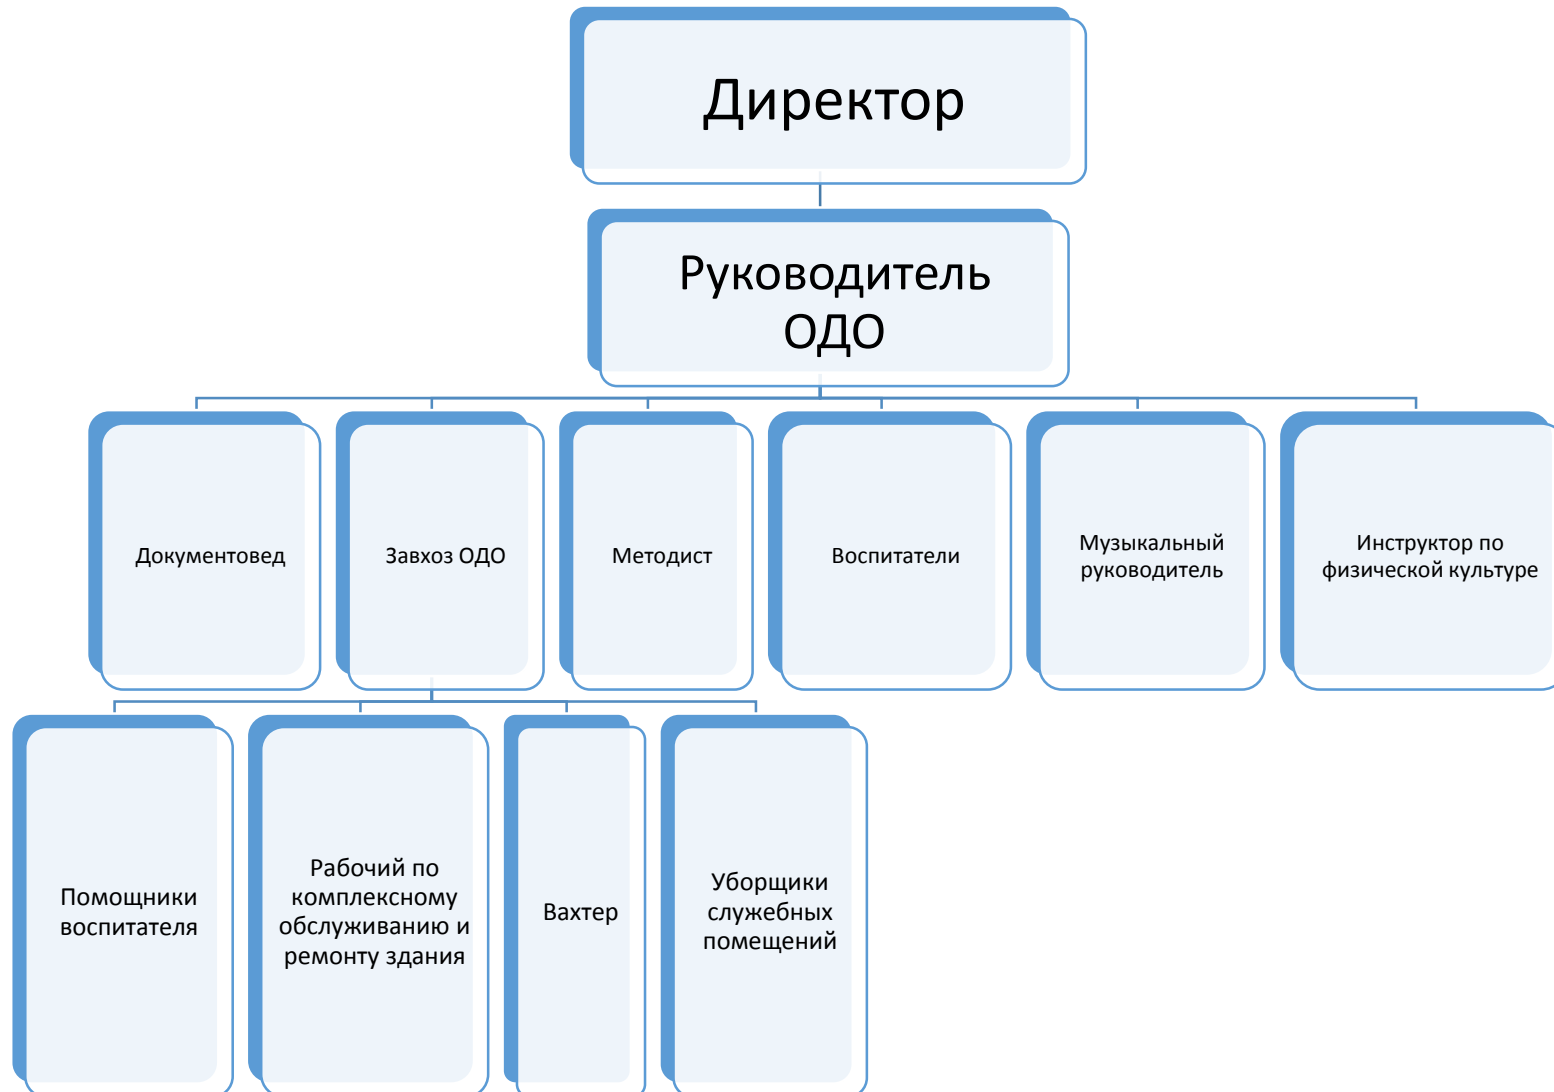 Директор
Руководитель
ОДО
Документовед
Завхоз ОДО
Методист
Воспитатели
Музыкальный
руководитель
Инструктор по
физической культуре
Помощники
воспитателя
Рабочий по
комплексному
обслуживанию и
ремонту здания
Вахтер
Уборщики
служебных
помещений